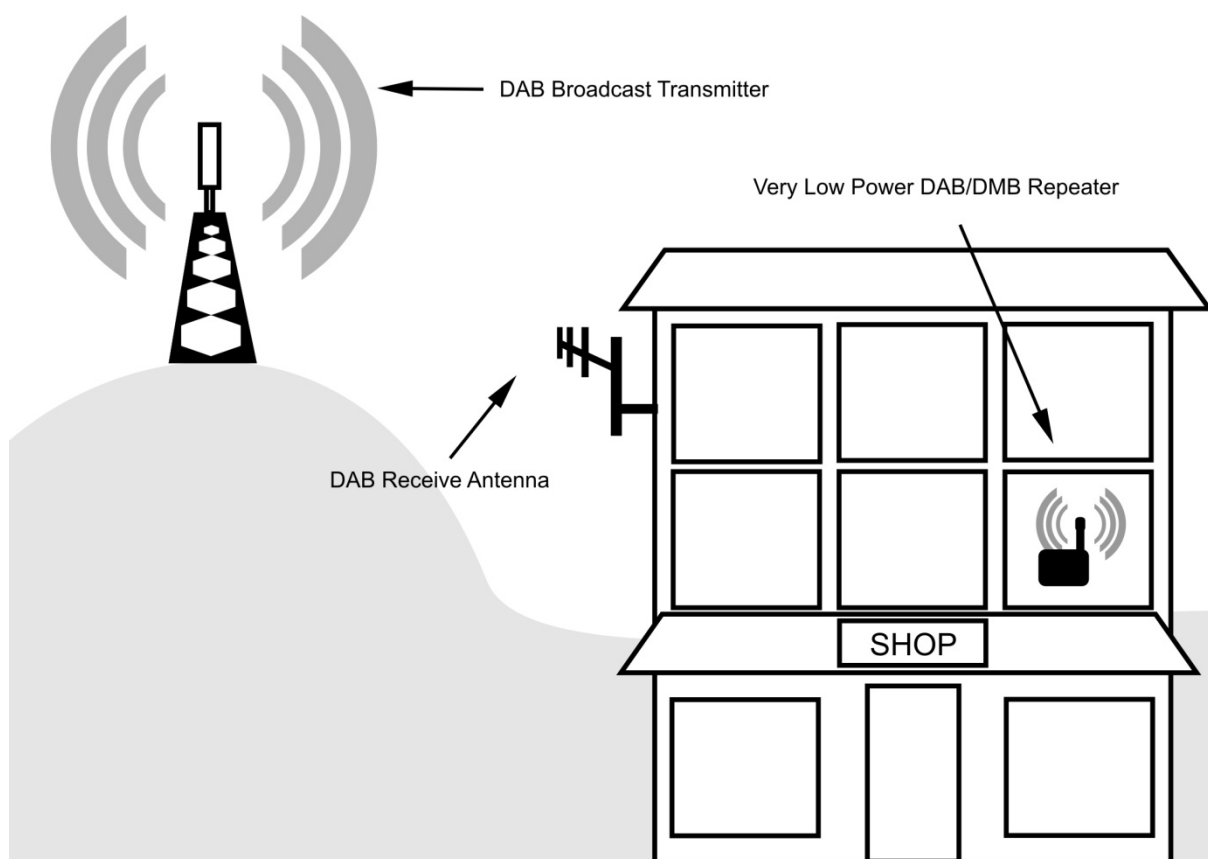 DAB Broadcast Transmitter
Very Low Power DAB/DMB Repeater
DAB Receive Antenna
SHOP